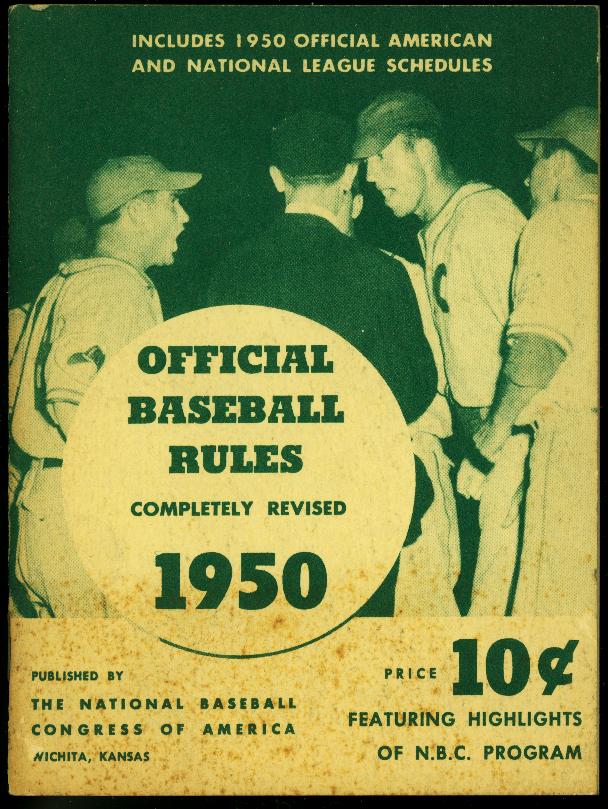 INCLUDES 1950 OFFICIAL AMERICAN
AND NATIONAL LEAGUE SCHEDULES
C
OFFICIAL
BASEBALL
RULES
COMPLETELY REVISED
1950
PUBLISHED BY
THE NATIONAL BASEBALL
CONGRESS OF AMERICA
WICHITA, KANSAS
PRICE 10¢
FEATURING HIGHLIGHTS
OF N.B.C. PROGRAM